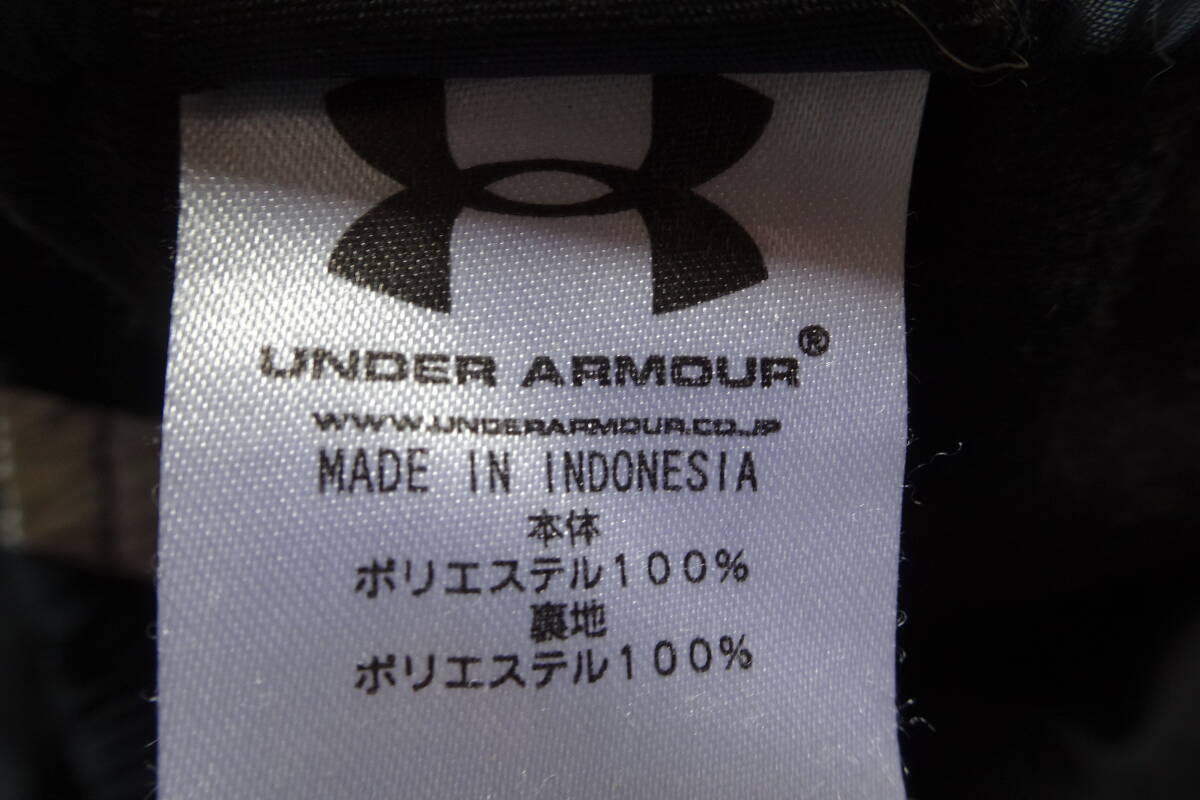 UNDER ARMOUR®
WWW.UNDERARMOUR.CO.JP
MADE IN INDONESIA
本体
ポリエステル100%
裏地
ポリエステル100%